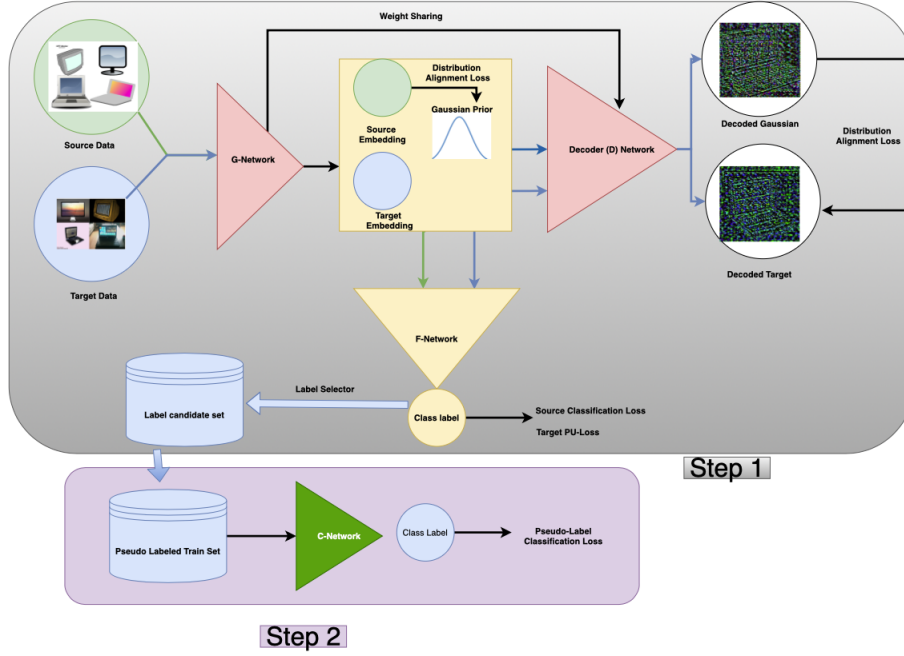 Weight Sharing
Source Data
Target Data
G-Network
Distribution
Alignment Loss
Gaussian Prior
Source
Embedding
Target
Embedding
Decoder (D) Network
Decoded Gaussian
Distribution
Alignment Loss
Decoded Target
F-Network
Class label
Source Classification Loss
Target PU-Loss
Label Selector
Label candidate set
Step 1
Pseudo Labeled Train Set
C-Network
Class Label
Pseudo-Label
Classification Loss
Step 2